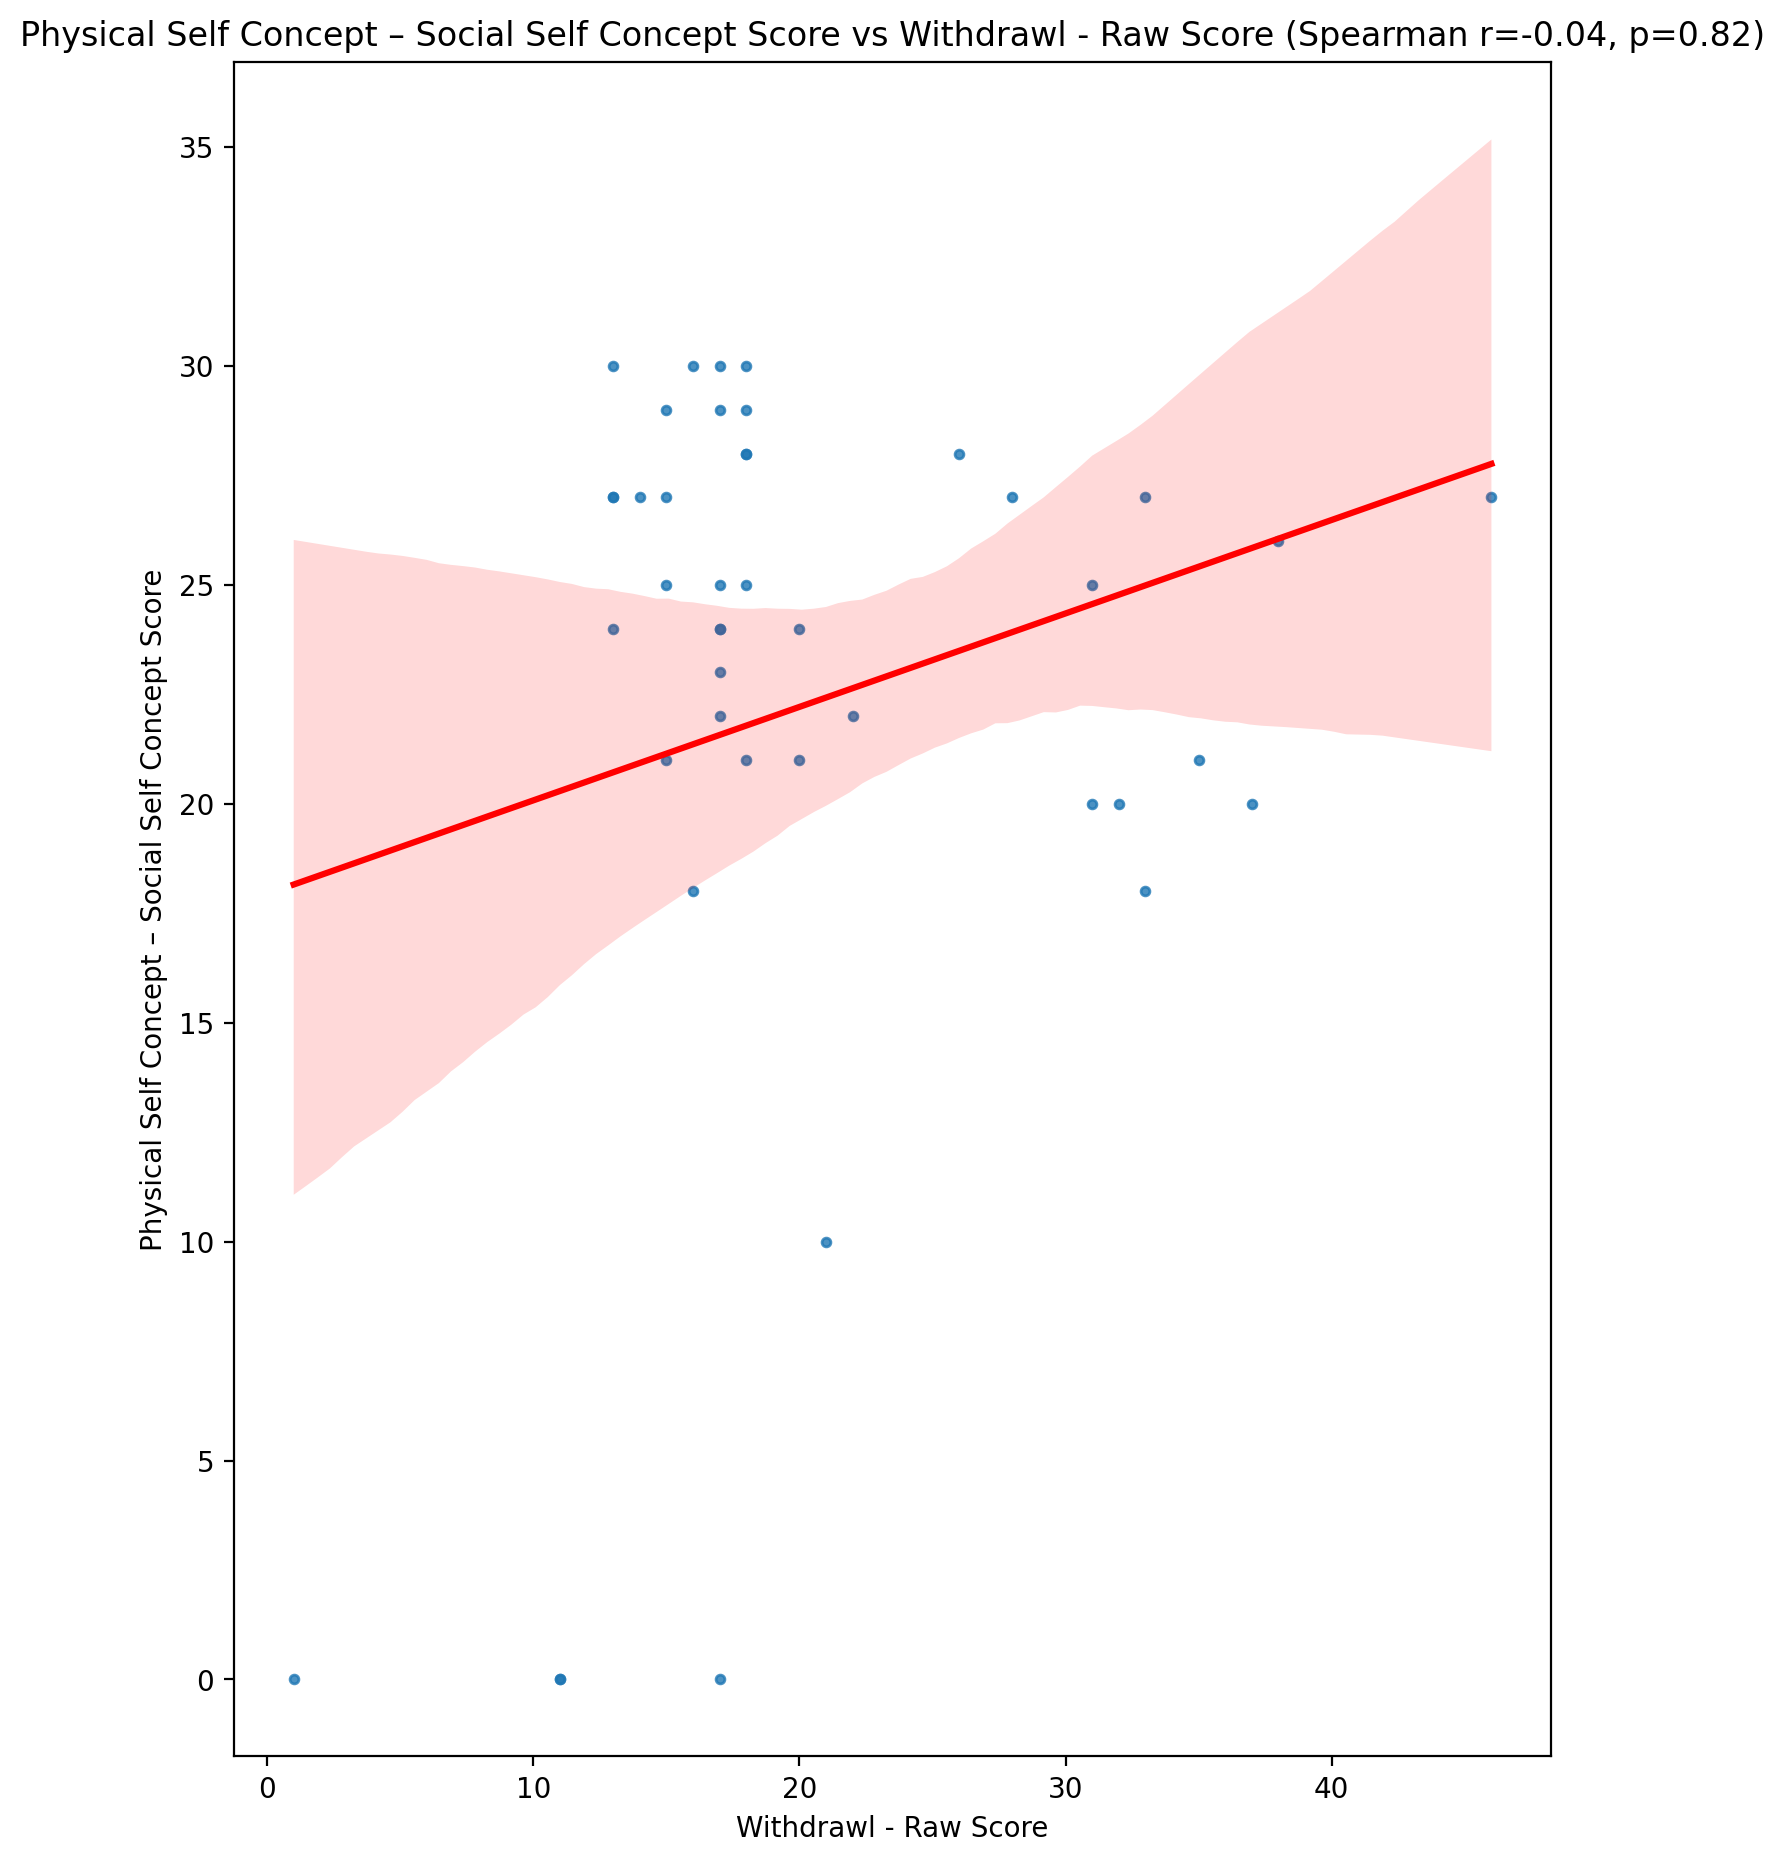 Physical Self Concept – Social Self Concept Score vs Withdrawl - Raw Score (Spearman r=-0.04, p=0.82)
Physical Self Concept – Social Self Concept Score
35
30
25
20
15
10
5
0
0 10 20 30 40
Withdrawl - Raw Score